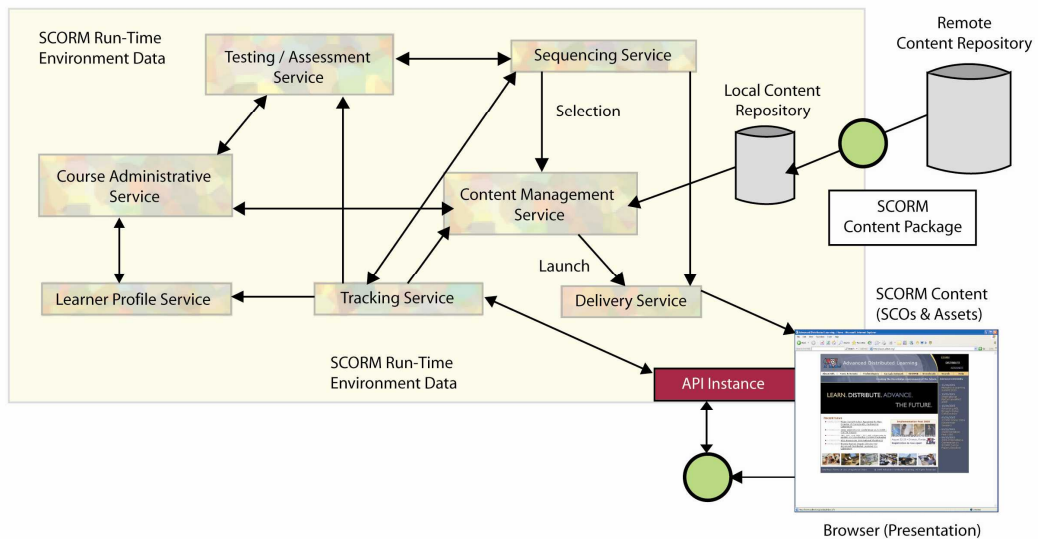 SCORM Run-Time
Environment Data
Testing / Assessment
Service
Sequencing Service
Remote
Content Repository
Local Content
Repository
Selection
Course Administrative
Service
Content Management
Service
SCORM
Content Package
Launch
Learner Profile Service
Tracking Service
Delivery Service
SCORM Content
(SCOs & Assets)
SCORM Run-Time
Environment Data
API Instance
Advanced Distributed Learning
LEARN. DISTRIBUTE. ADVANCE.
THE FUTURE.
Browser (Presentation)